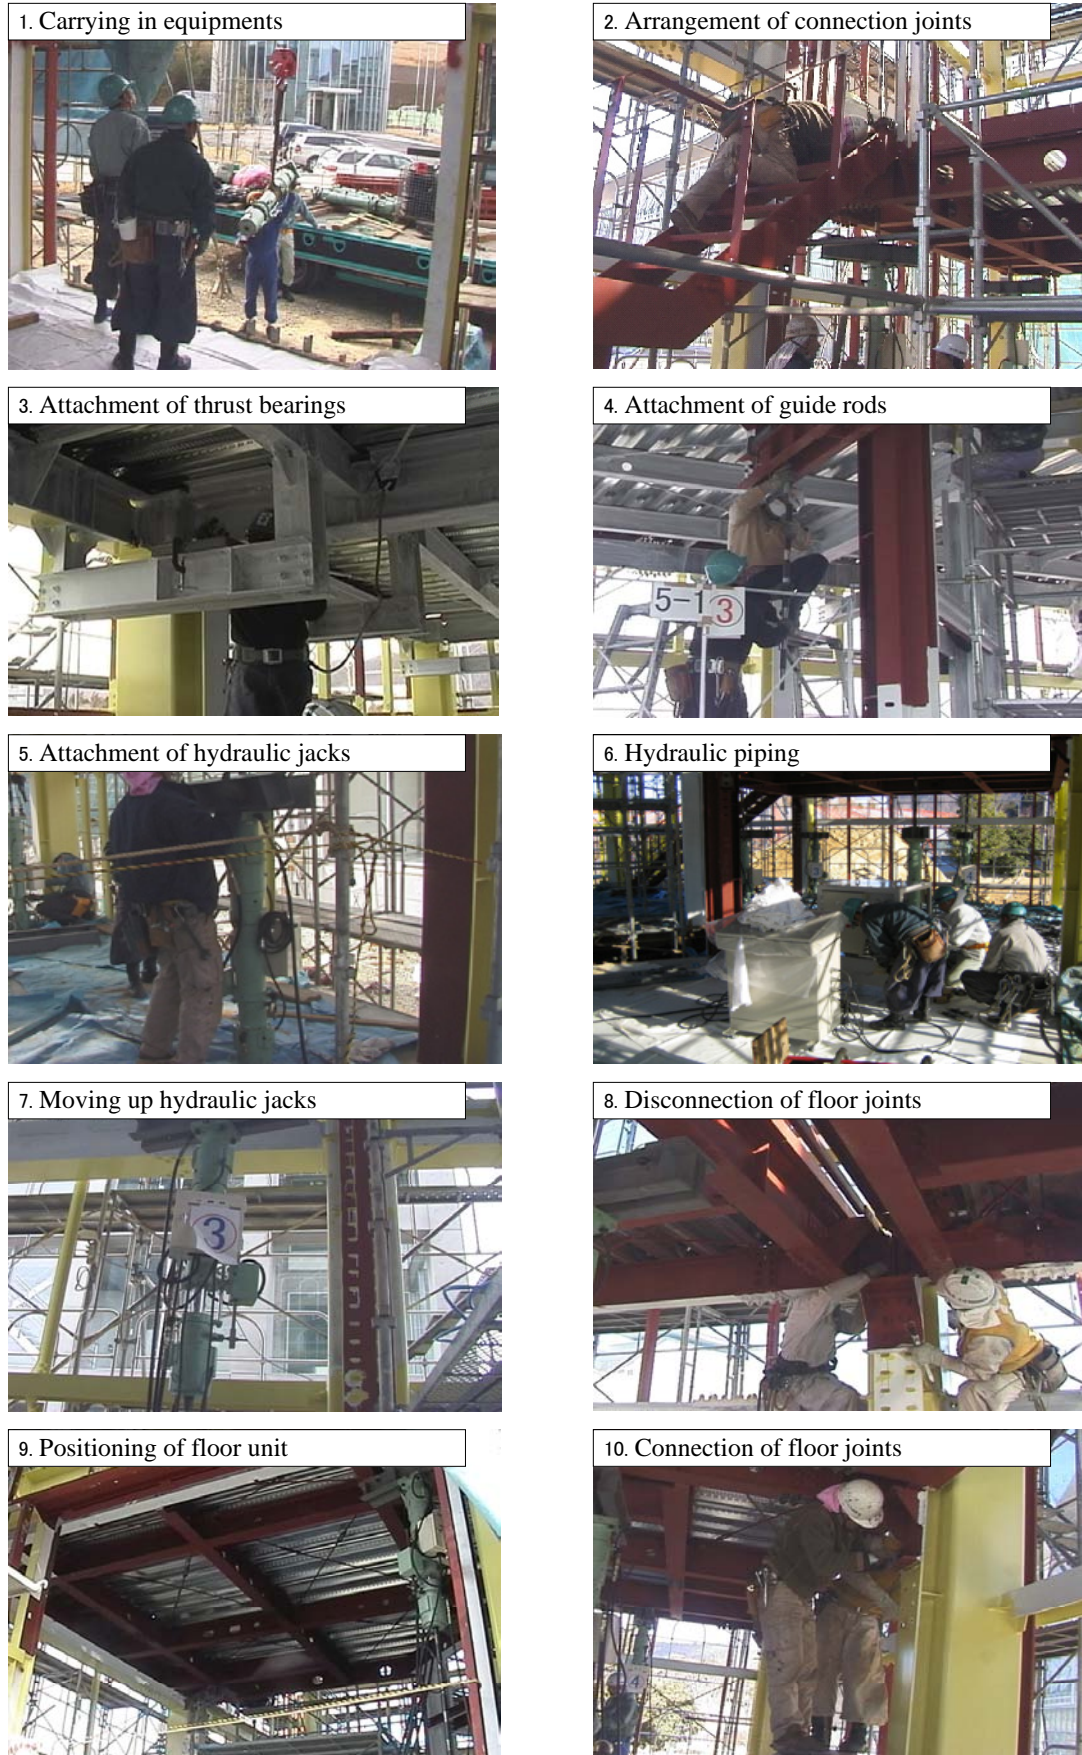 1. Carrying in equipments
2. Arrangement of connection joints
3. Attachment of thrust bearings
4. Attachment of guide rods
5-1 ③
5. Attachment of hydraulic jacks
6. Hydraulic piping
7. Moving up hydraulic jacks
③
8. Disconnection of floor joints
9. Positioning of floor unit
10. Connection of floor joints
4